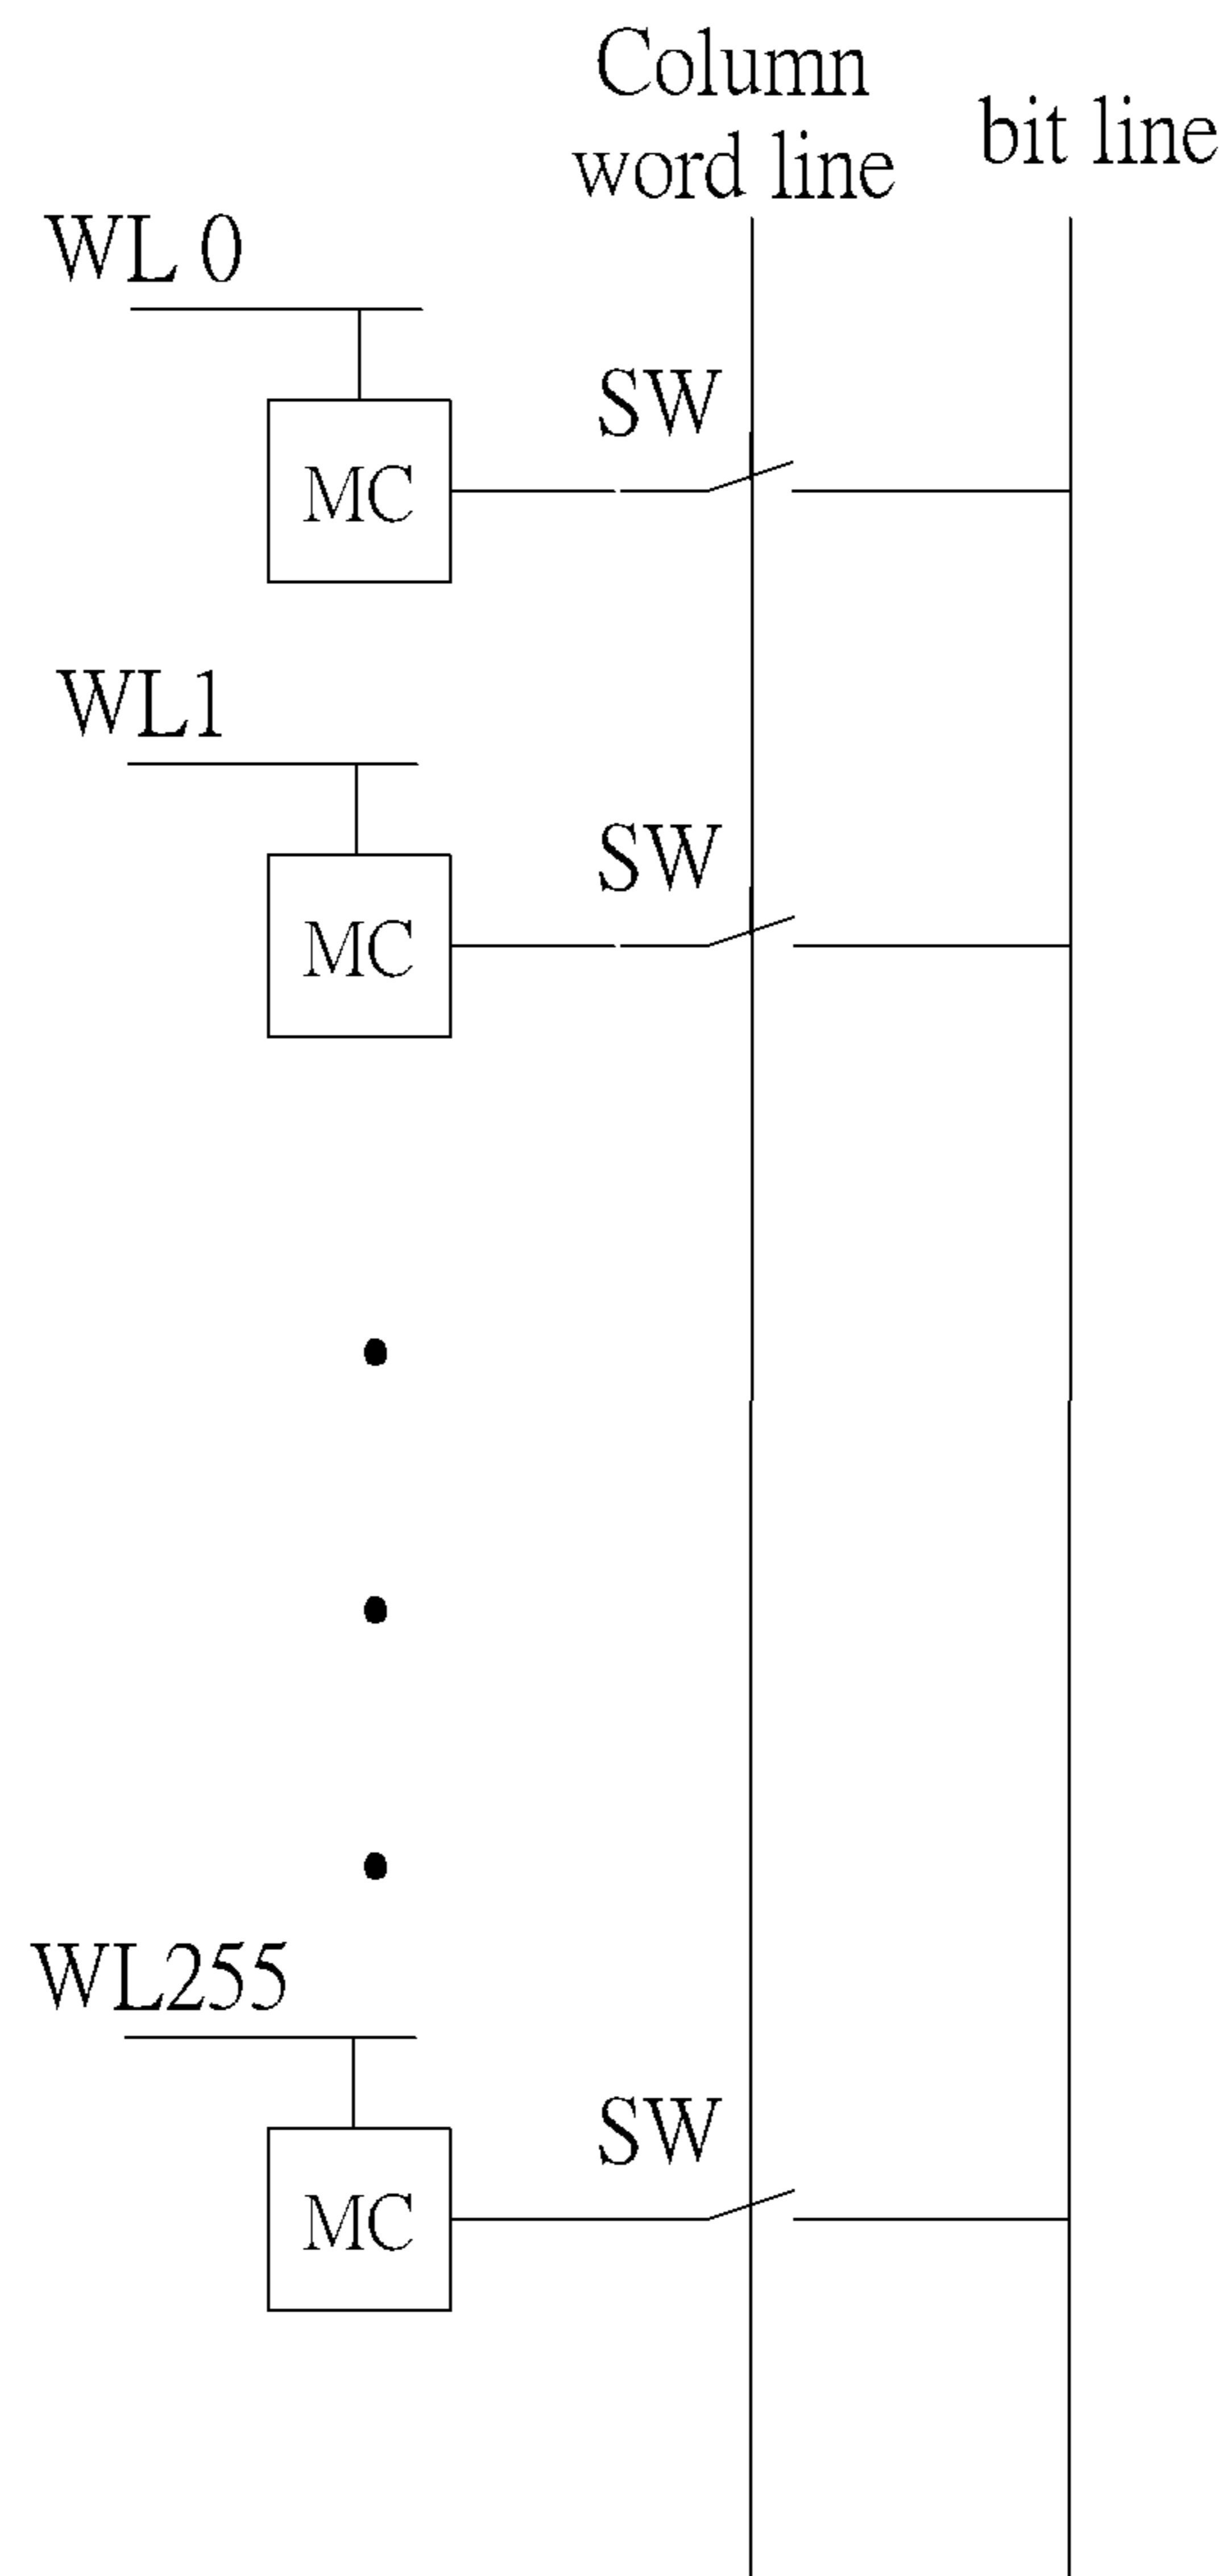 Column
word line
bit line
WL 0
SW
MC
WL1
SW
MC
WL255
SW
MC